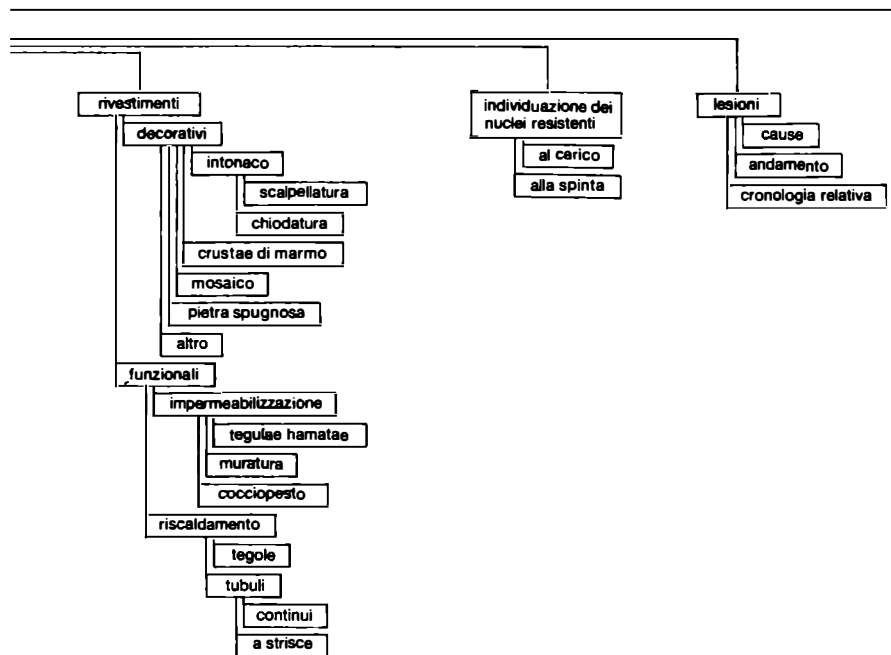 rivestimenti
decorativi
intonaco
scalpellatura
chiodatura
crustae di marmo
mosaico
pietra spugnosa
altro
funzionali
impermeabilizzazione
tegulae hamatae
muratura
cocciopesto
riscaldamento
tegole
tubuli
continui
a strisce
individuazione dei
nuclei resistenti
al carico
alla spinta
lesioni
cause
andamento
cronologia relativa